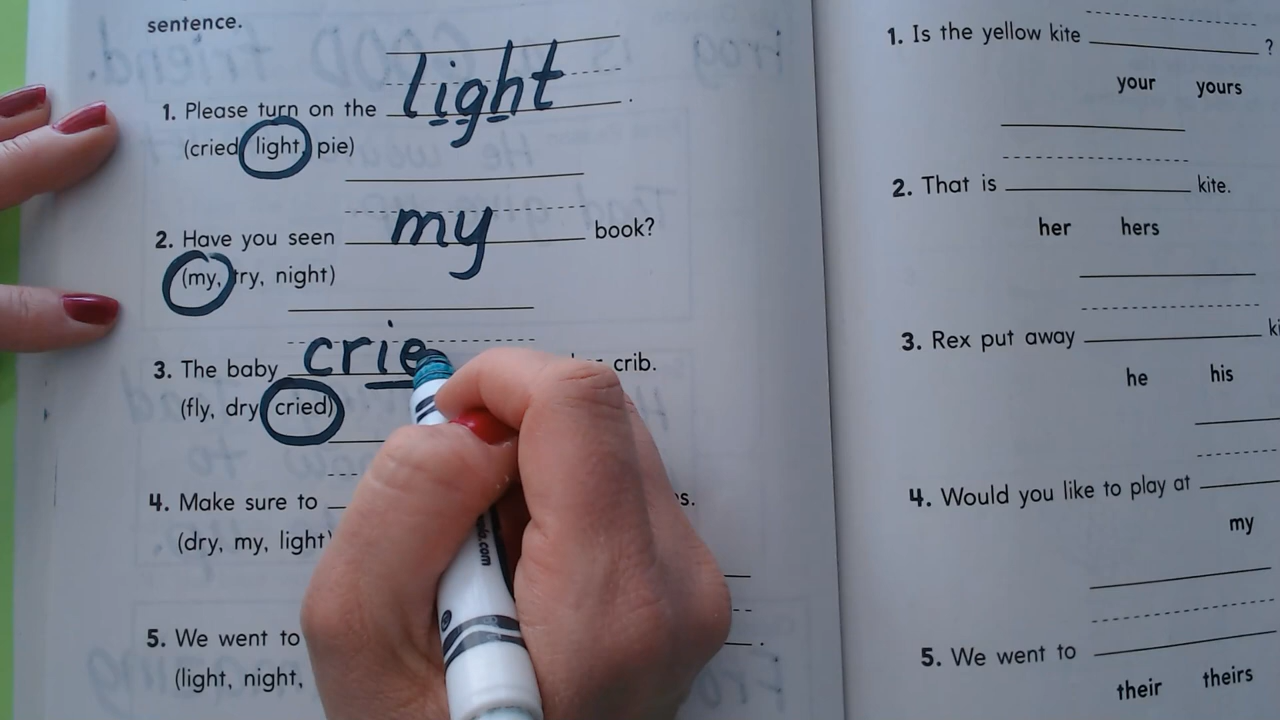 sentence.
light
1. Please turn on the .
(cried, light, pie)
my
2. Have you seen book?
(my, try, night)
crie
3. The baby her crib.
(fly, dry, cried)
4. Make sure to s.
(dry, my, light)
5. We went to .
(light, night,
1. Is the yellow kite ?
your yours
2. That is kite.
her hers
3. Rex put away ki
he his
4. Would you like to play at
my
5. We went to
their theirs